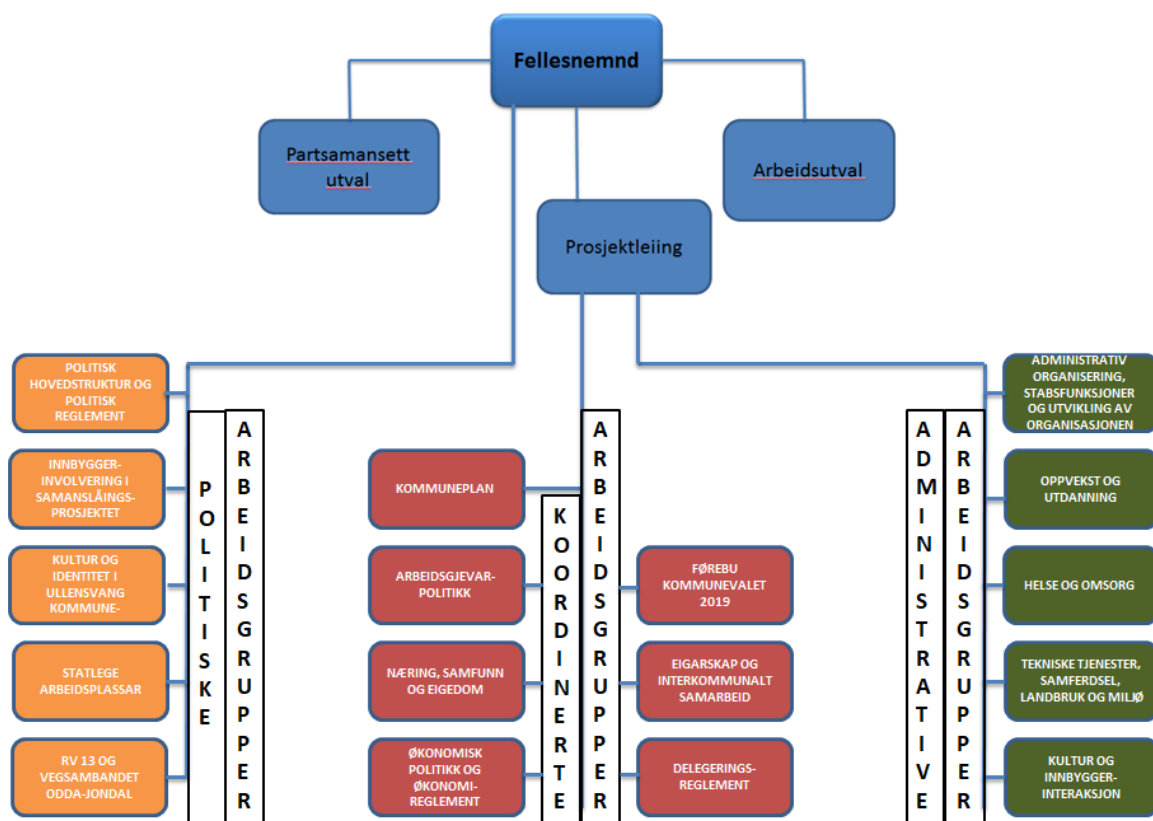 Fellesnemnd
Partsamansett
utval
Arbeidsutval
Prosjektleiing
POLITISK
HOVEDSTRUKTUR OG
POLITISK
REGLEMENT
INNBYGGER-
INVOLVERING I
SAMANSLÅINGS-
PROSJEKTET
KULTUR OG
IDENTITET I
ULLENSVANG
KOMMUNE-
STATLEGE
ARBEIDSPLASSAR
RV 13 OG
VEGSAMBANDET
ODDA-JONDAL
POLITISKE
ARBEIDSGRUPPER
KOMMUNEPLAN
ARBEIDSGJEVAR-
POLITIKK
NÆRING, SAMFUNN
OG EIGEDOM
ØKONOMISK
POLITIKK OG
ØKONOMI-
REGLEMENT
KOORDINERTE
ARBEIDSGRUPPER
FØREBU
KOMMUNEVALET
2019
EIGARSKAP OG
INTERKOMMUNALT
SAMARBEID
DELEGERINGS-
REGLEMENT
ADMINISTRATIVE
ARBEIDSGRUPPER
ADMINISTRATIV
ORGANISERING,
STABSFUNKSJONER
OG UTVIKLING AV
ORGANISASJONEN
OPPVEKST OG
UTDANNING
HELSE OG OMSORG
TEKNISKE TJENESTER,
SAMFERDSEL,
LANDBRUK OG MILJØ
KULTUR OG
INNBYGGER-
INTERAKSJON